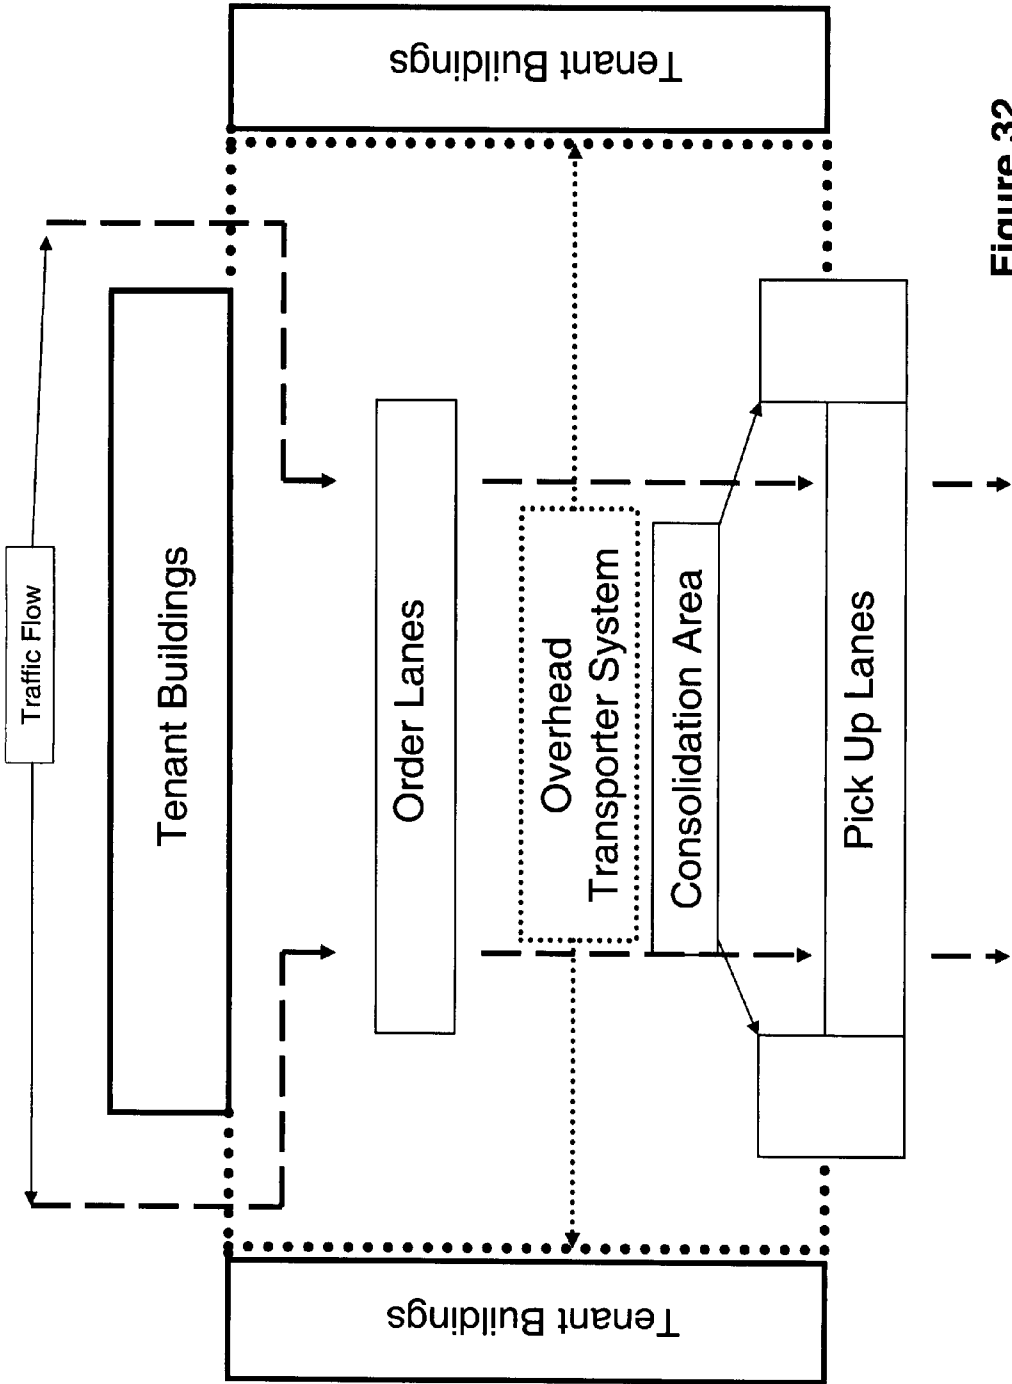 Traffic Flow
Tenant Buildings
Tenant Buildings
Tenant Buildings
Order Lanes
Overhead
Transporter System
Consolidation Area
Pick Up Lanes
Figure 32